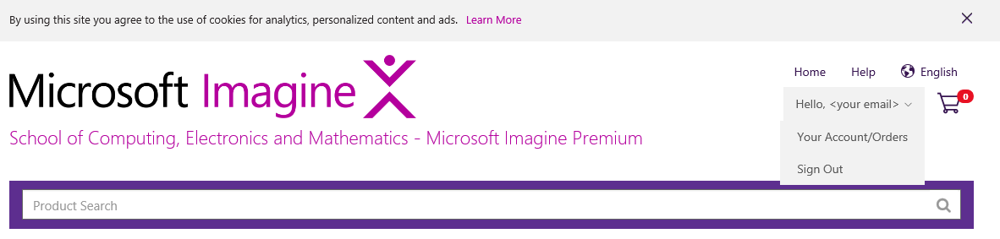 By using this site you agree to the use of cookies for analytics, personalized content and ads. Learn More
Microsoft Imagine
Home Help English
Hello, <your email>
0
School of Computing, Electronics and Mathematics - Microsoft Imagine Premium
Your Account/Orders
Sign Out
Product Search